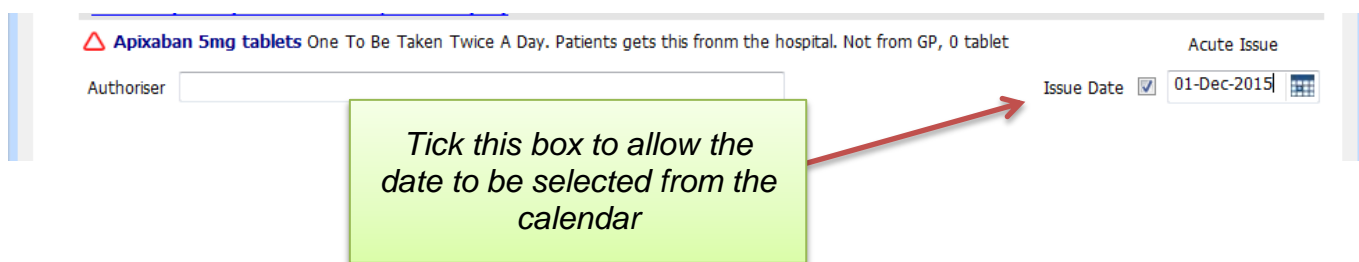 Apixaban 5mg tablets One To Be Taken Twice A Day. Patients gets this fronm the hospital. Not from GP, 0 tablet
Acute Issue
Authoriser
Issue Date 01-Dec-2015
Tick this box to allow the
date to be selected from the
calendar